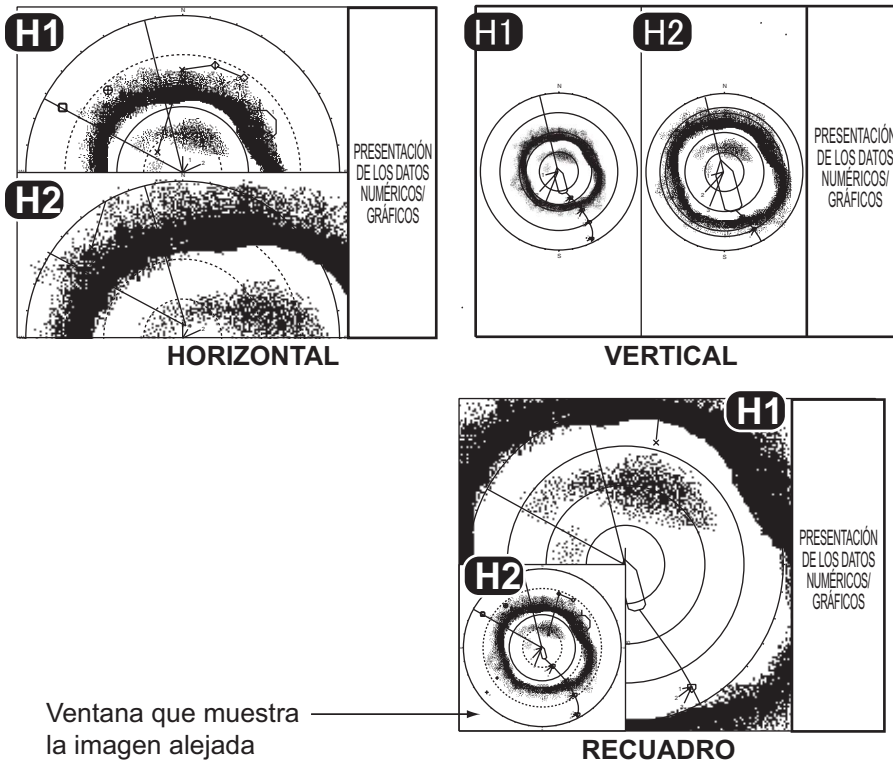 H1
PRESENTACIÓN
DE LOS DATOS
NUMÉRICOS/
GRÁFICOS
H2
HORIZONTAL
H1
H2
N
N
S
S
PRESENTACIÓN
DE LOS DATOS
NUMÉRICOS/
GRÁFICOS
VERTICAL
H1
H2
PRESENTACIÓN
DE LOS DATOS
NUMÉRICOS/
GRÁFICOS
Ventana que muestra
la imagen alejada
RECUADRO